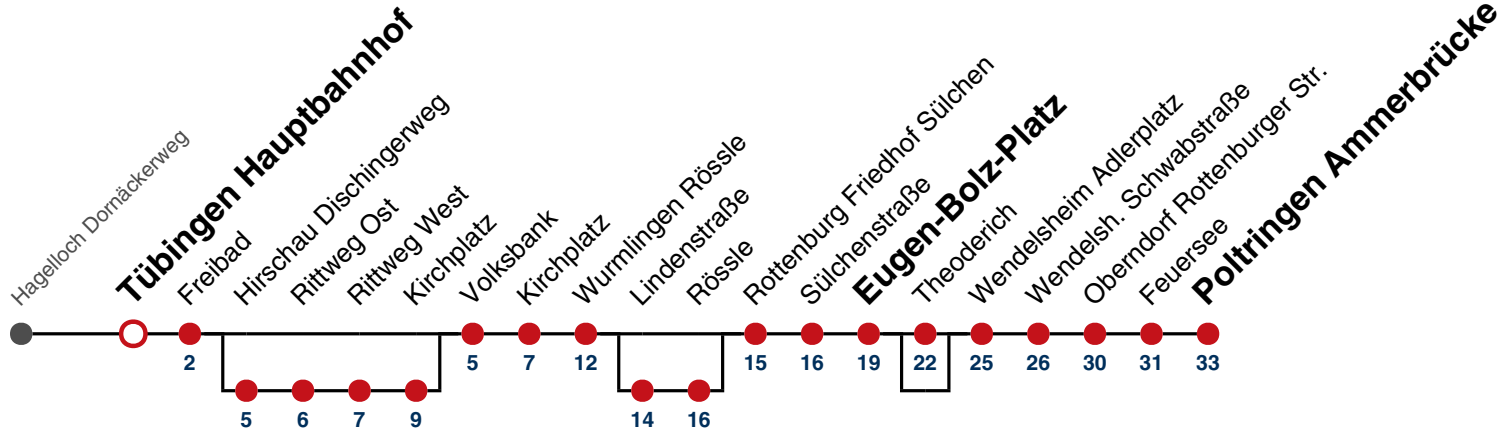 Hagelloch Dornäckerweg
Tübingen Hauptbahnhof
Freibad
Hirschau Dischingerweg
Rittweg Ost
Rittweg West
Kirchplatz
Volksbank
Kirchplatz
Wurmlingen Rössle
Lindenstraße
Rössle
Rottenburg Friedhof Sülchen
Sülchenstraße
Eugen-Bolz-Platz
Theoderich
Wendelsheim Adlerplatz
Wendelsh. Schwabstraße
Oberndorf Rottenburger Str.
Feuersee
Poltringen Ammerbrücke
2 5 7 12 15 16 19 22 25 26 30 31 33
5 6 7 9 14 16